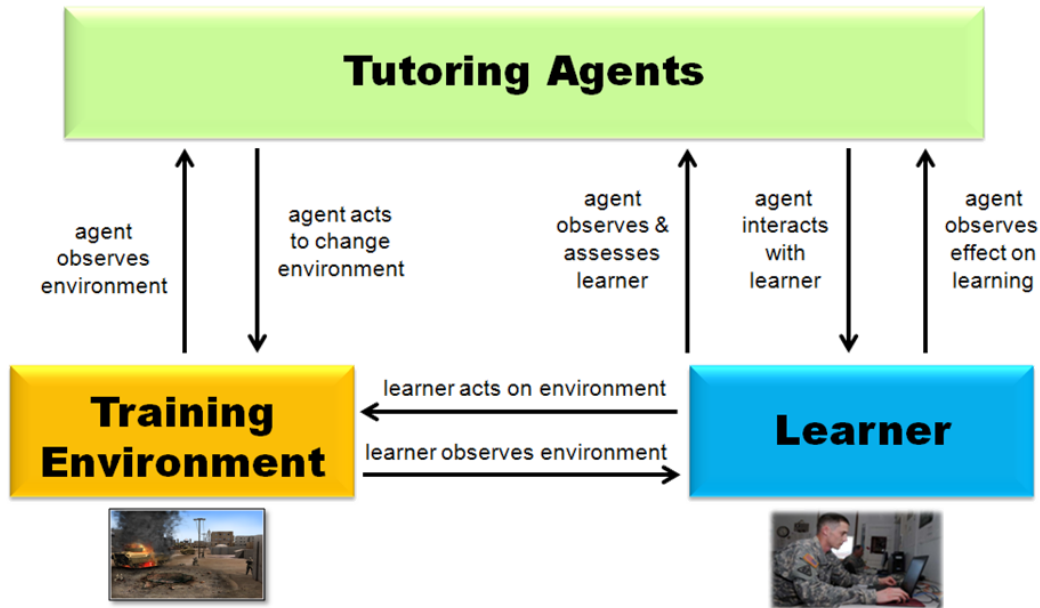 Tutoring Agents
agent
observes
environment
agent acts
to change
environment
agent
observes &
assesses
learner
agent
interacts
with
learner
agent
observes
effect on
learning
learner acts on environment
learner observes environment
Training
Environment
Learner